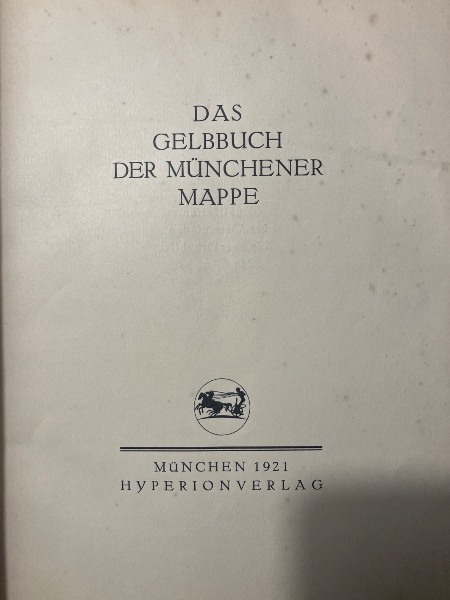 DAS
GELBBUCH
DER MÜNCHENER
MAPPE
MÜNCHEN 1921
HYPERIONVERLAG